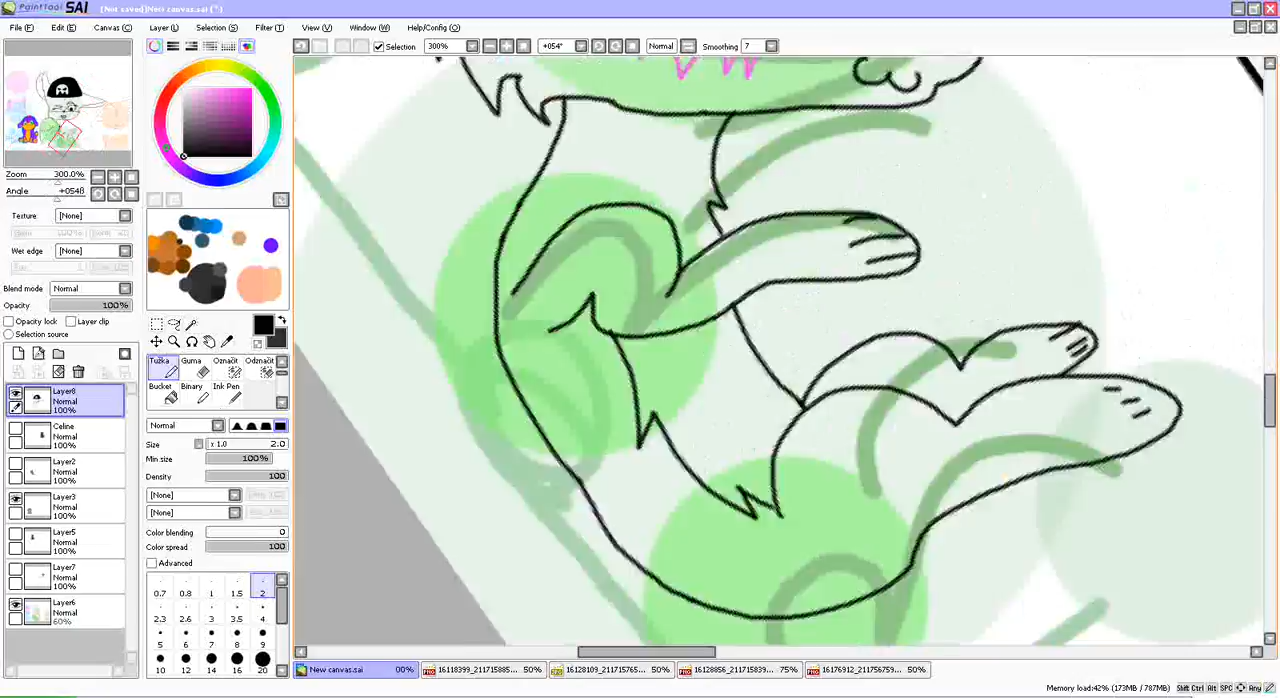 PaintTool SAI [Not saved]New canvas.sai (*)
File (F) Edit (E) Canvas (C) Layer (L) Selection (S) Filter (T) View (V) Window (W) Help/Config (O)
Selection 300% +054° Normal Smoothing 7
Zoom 300.0%
Angle +054
Texture [None]
Wet edge [None]
Blend mode Normal
Opacity 100%
Opacity lock Layer clip
Selection source
Layer8
Normal
100%
Celine
Normal
100%
Layer2
Normal
100%
Layer3
Normal
100%
Layer5
Normal
100%
Layer7
Normal
100%
Layer6
Normal
60%
Tužka Guma Označit Odznačit
Bucket Binary Ink Pen
Normal
Size x 1.0 2.0
Min size 100%
Density 100
[None]
[None]
Color blending 0
Color spread 100
Advanced
0.7 0.8 1 1.5 2
2.3 2.6 3 3.5 4
5 6 7 8 9
10 12 14 16 20
New canvas.sai 00% 16118399_211715885... 50% 16128109_211715765... 50% 16128856_211715839... 75% 16176912_211756759... 50%
Memory load:42% (173MB / 787MB) Shift Ctrl Alt SPC Any